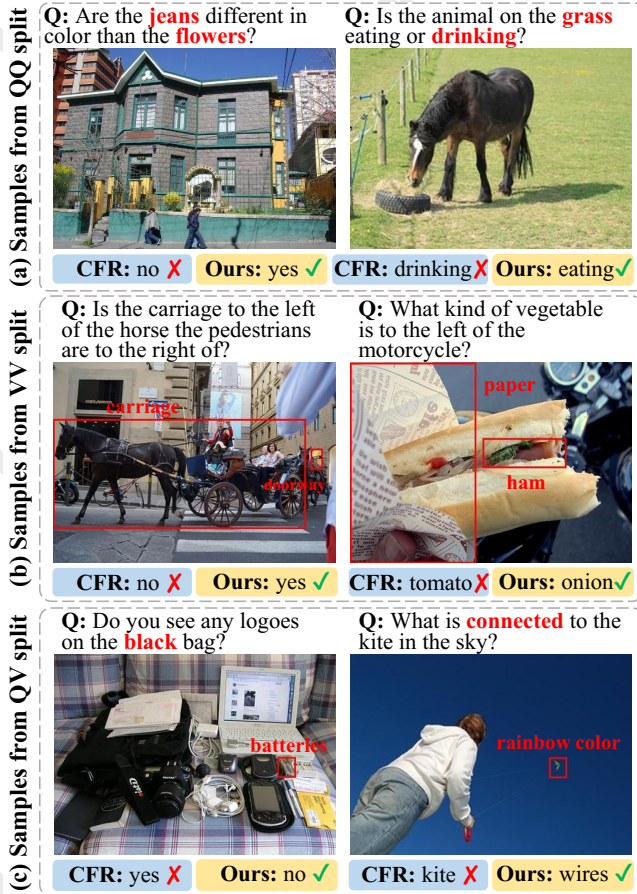 (a) Samples from QQ split
Q: Are the jeans different in
color than the flowers?
Q: Is the animal on the grass
eating or drinking?
CFR: no ✗
Ours: yes ✓
CFR: drinking ✗
Ours: eating ✓
(b) Samples from VV split
Q: Is the carriage to the left
of the horse the pedestrians
are to the right of?
Q: What kind of vegetable
is to the left of the
motorcycle?
carriage
doorway
paper
ham
CFR: no ✗
Ours: yes ✓
CFR: tomato ✗
Ours: onion ✓
(c) Samples from QV split
Q: Do you see any logoes
on the black bag?
Q: What is connected to the
kite in the sky?
batteries
rainbow color
CFR: yes ✗
Ours: no ✓
CFR: kite ✗
Ours: wires ✓